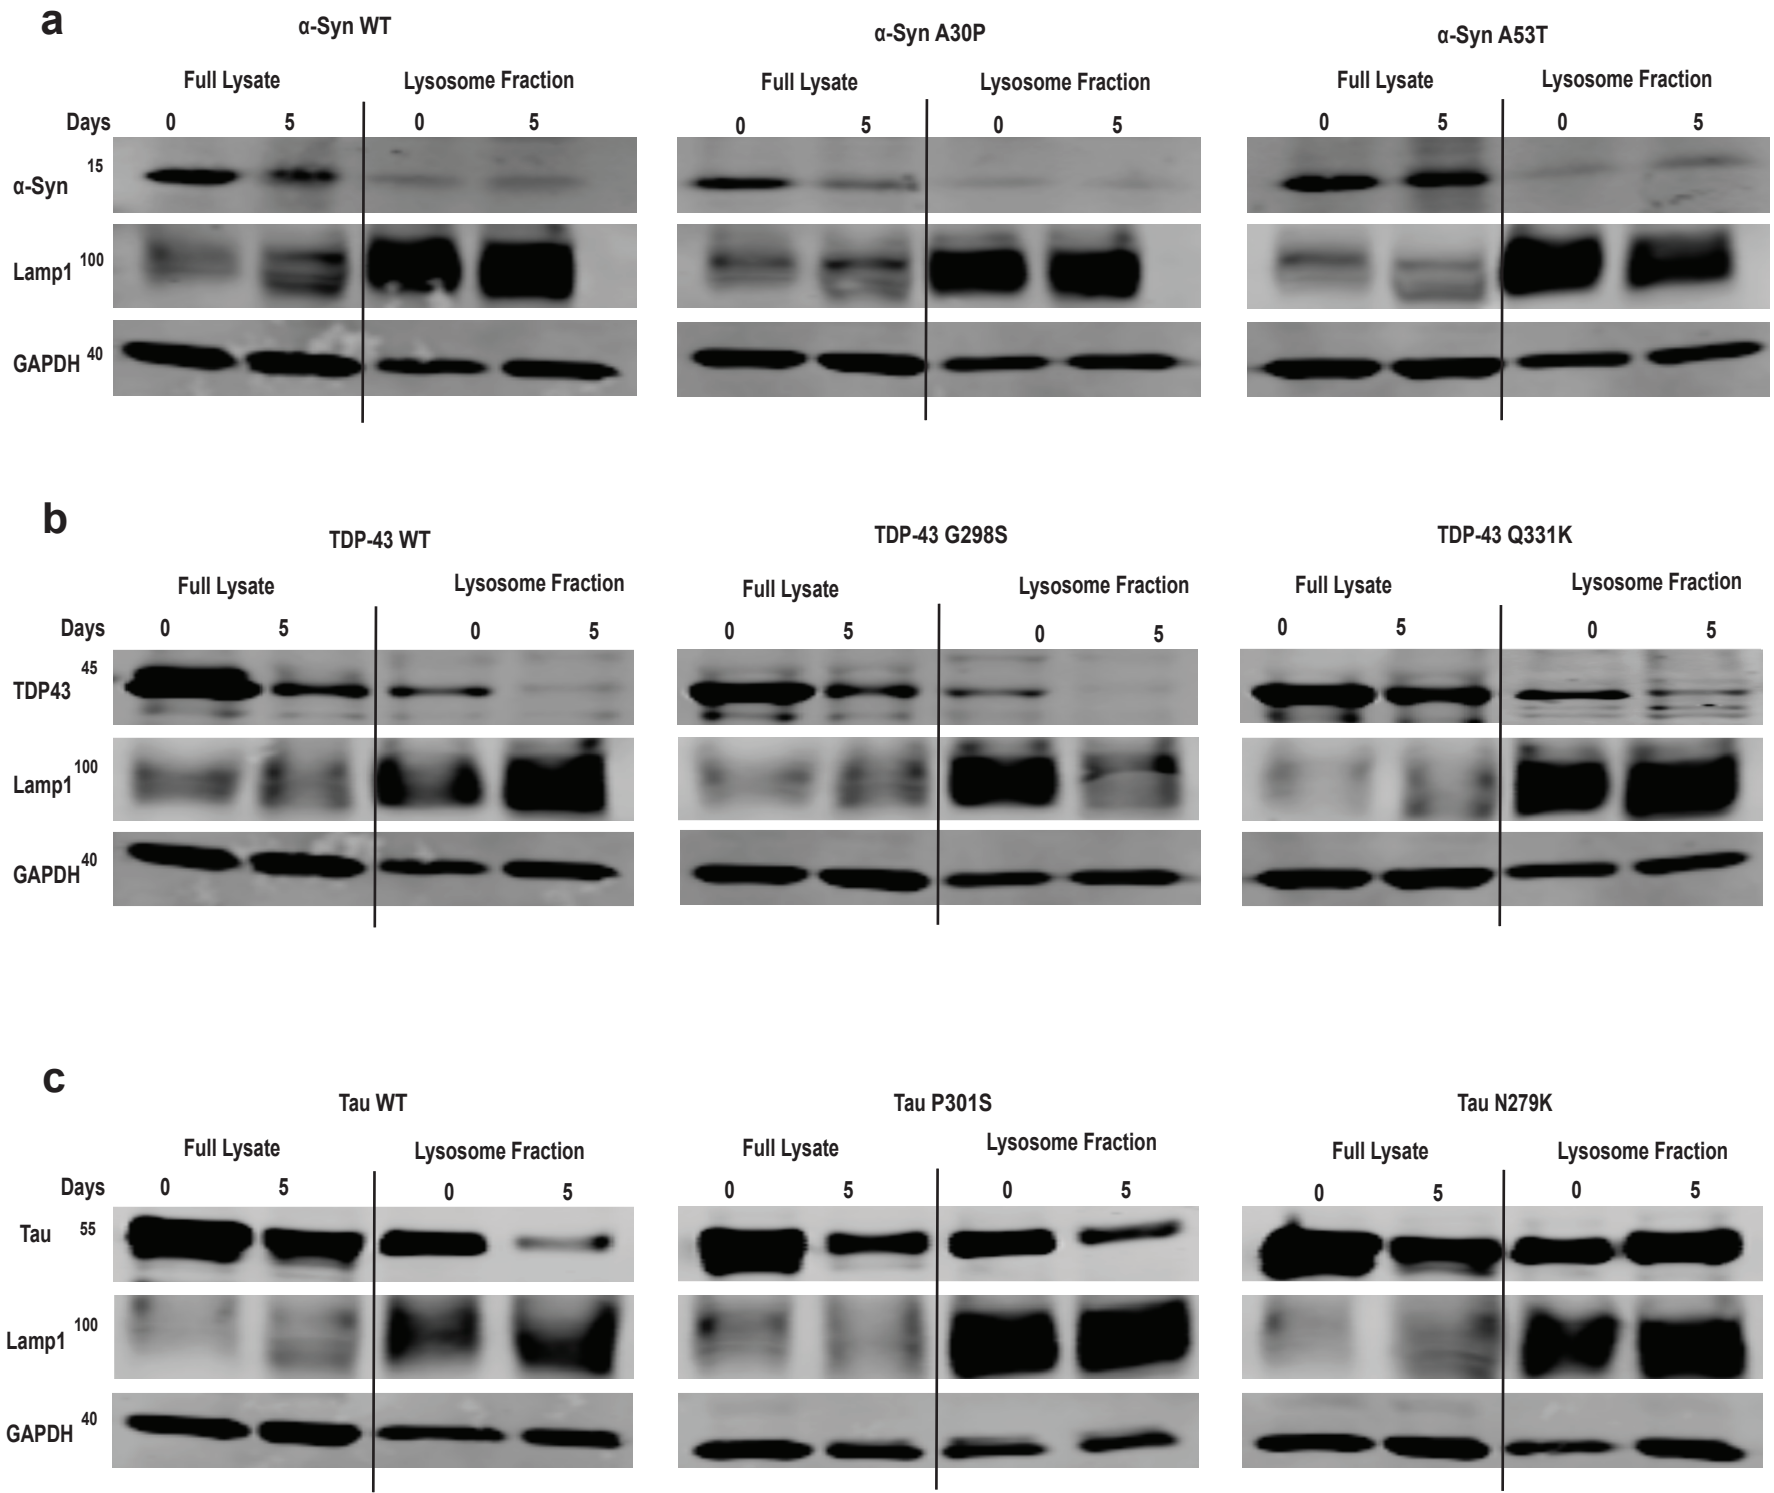 a
α-Syn WT α-Syn A30P α-Syn A53T
Full Lysate Lysosome Fraction Full Lysate Lysosome Fraction Full Lysate Lysosome Fraction
Days 0 5 0 5 0 5 0 5 0 5 0 5
α-Syn 15
Lamp1 100
GAPDH 40
b
TDP-43 WT TDP-43 G298S TDP-43 Q331K
Full Lysate Lysosome Fraction Full Lysate Lysosome Fraction Full Lysate Lysosome Fraction
Days 0 5 0 5 0 5 0 5 0 5 0 5
TDP43 45
Lamp1 100
GAPDH 40
c
Tau WT Tau P301S Tau N279K
Full Lysate Lysosome Fraction Full Lysate Lysosome Fraction Full Lysate Lysosome Fraction
Days 0 5 0 5 0 5 0 5 0 5 0 5
Tau 55
Lamp1 100
GAPDH 40